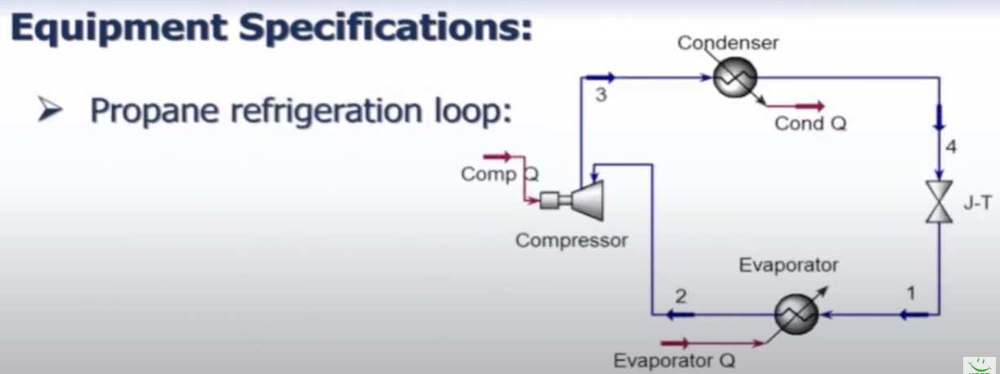 Equipment Specifications:
Propane refrigeration loop:
Condenser
3
Cond Q
4
Comp Q
J-T
Compressor
Evaporator
2
1
Evaporator Q